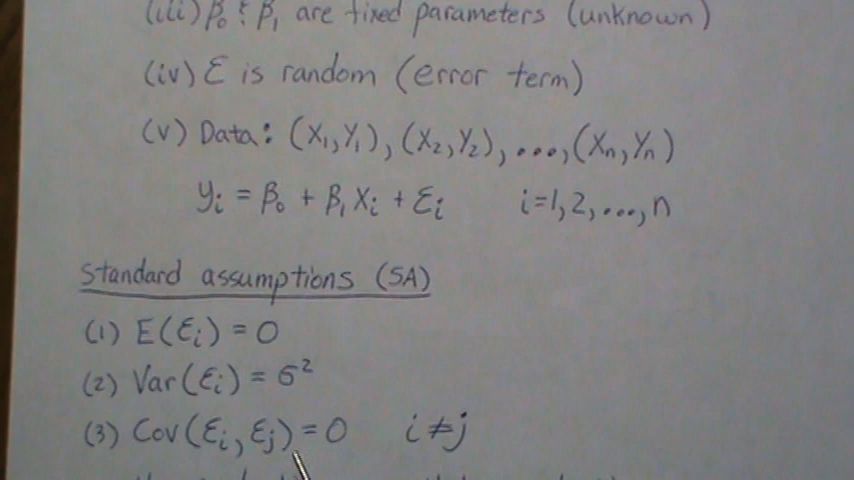 (iii) β₀ & β₁ are fixed parameters (unknown)
(iv) ε is random (error term)
(v) Data: (X₁,Y₁), (X₂,Y₂), ..., (Xₙ,Yₙ)
yᵢ = β₀ + β₁Xᵢ + εᵢ i=1,2,...,n
Standard assumptions (SA)
(1) E(εᵢ) = 0
(2) Var(εᵢ) = σ²
(3) Cov(εᵢ, εⱼ) = 0 i≠j